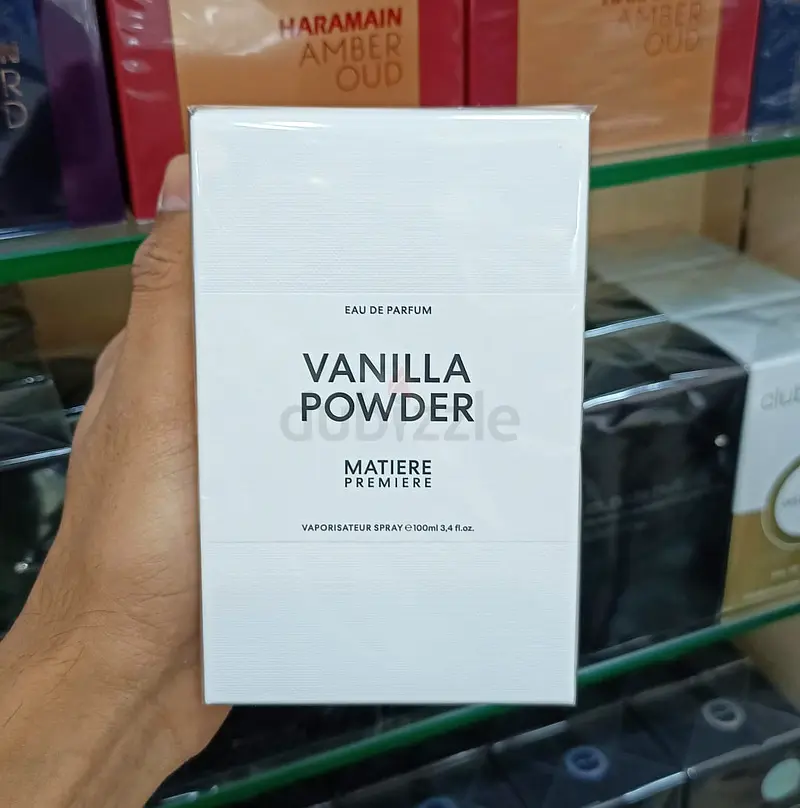 HARAMAIN
AMBER
OUD
HARAMAIN
AMBER
OUD
EAU DE PARFUM
VANILLA
POWDER
dubizzle
MATIERE
PREMIERE
VAPORISATEUR SPRAY ℮100ml 3,4 fl.oz.
club